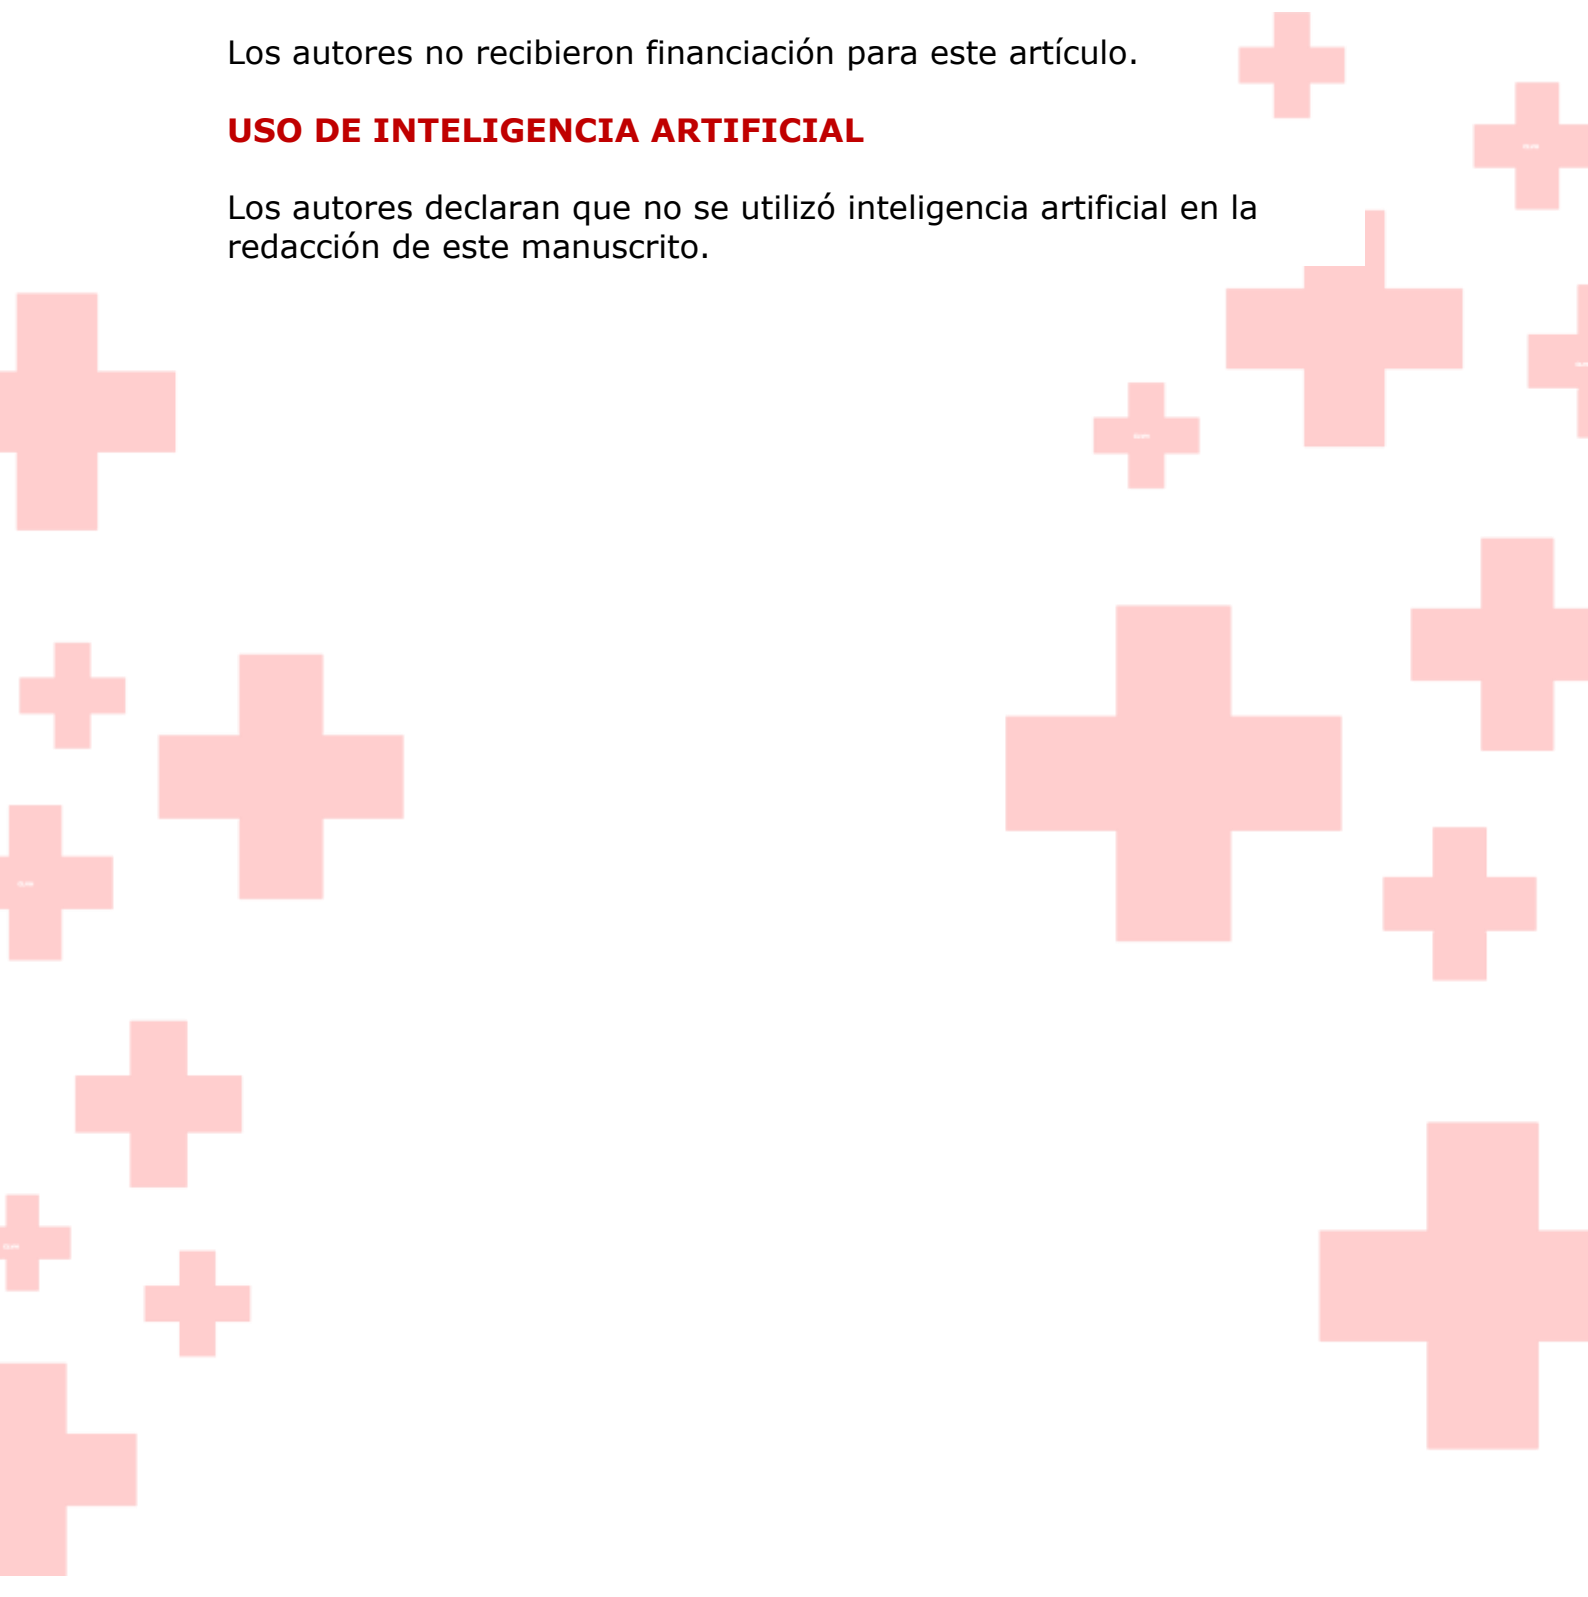 Los autores no recibieron financiación para este artículo.
USO DE INTELIGENCIA ARTIFICIAL
Los autores declaran que no se utilizó inteligencia artificial en la
redacción de este manuscrito.